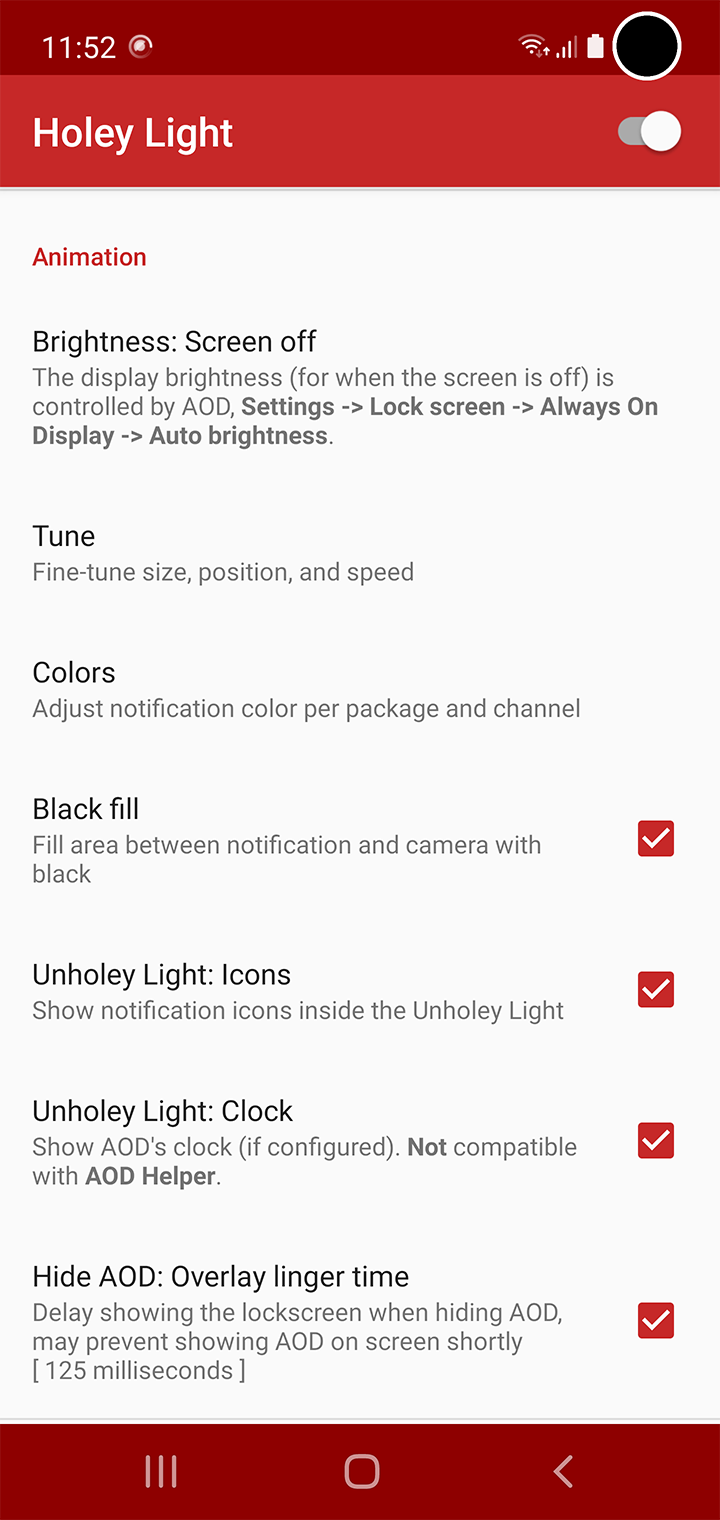 11:52
Holey Light
Animation
Brightness: Screen off
The display brightness (for when the screen is off) is
controlled by AOD, Settings -> Lock screen -> Always On
Display -> Auto brightness.
Tune
Fine-tune size, position, and speed
Colors
Adjust notification color per package and channel
Black fill
Fill area between notification and camera with
black
Unholey Light: Icons
Show notification icons inside the Unholey Light
Unholey Light: Clock
Show AOD's clock (if configured). Not compatible
with AOD Helper.
Hide AOD: Overlay linger time
Delay showing the lockscreen when hiding AOD,
may prevent showing AOD on screen shortly
[ 125 milliseconds ]